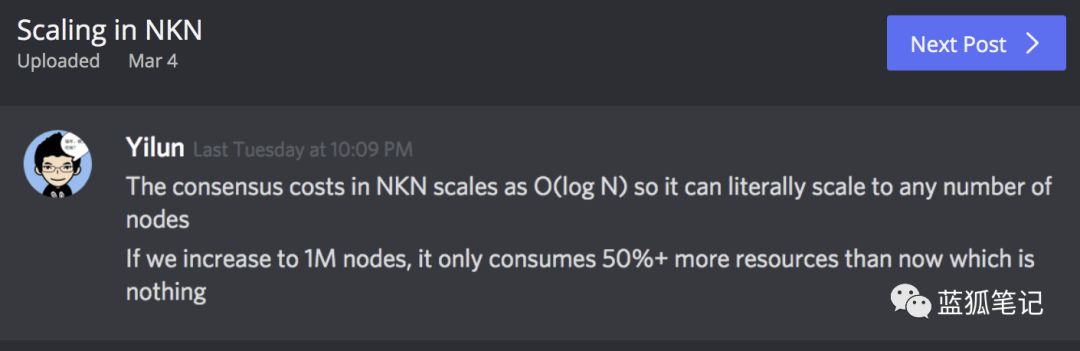 Scaling in NKN
Uploaded Mar 4
Next Post
Yilun Last Tuesday at 10:09 PM
The consensus costs in NKN scales as O(log N) so it can literally scale to any number of
nodes
If we increase to 1M nodes, it only consumes 50%+ more resources than now which is
nothing
蓝狐笔记